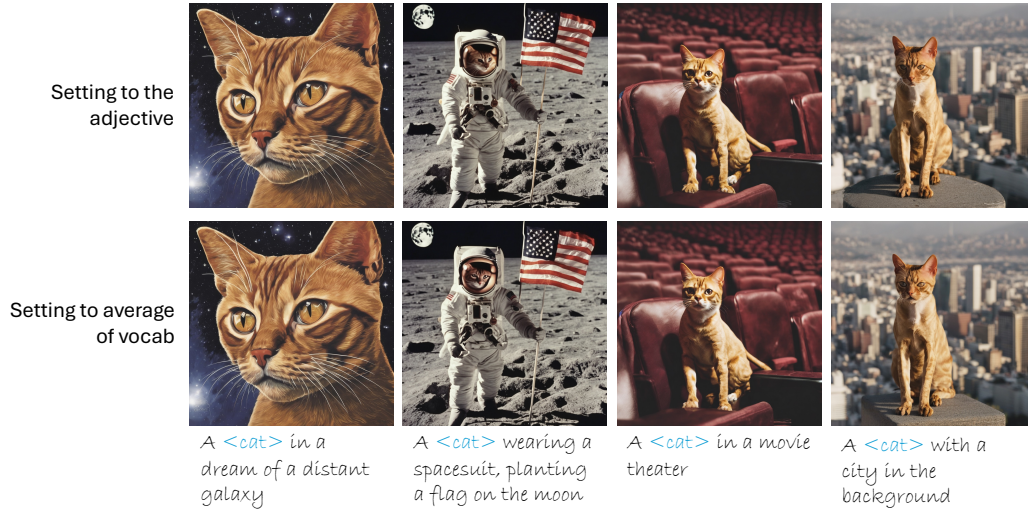 Setting to the
adjective
Setting to average
of vocab
A <cat> in a
dream of a distant
galaxy
A <cat> wearing a
spacesuit, planting
a flag on the moon
A <cat> in a movie
theater
A <cat> with a
city in the
background